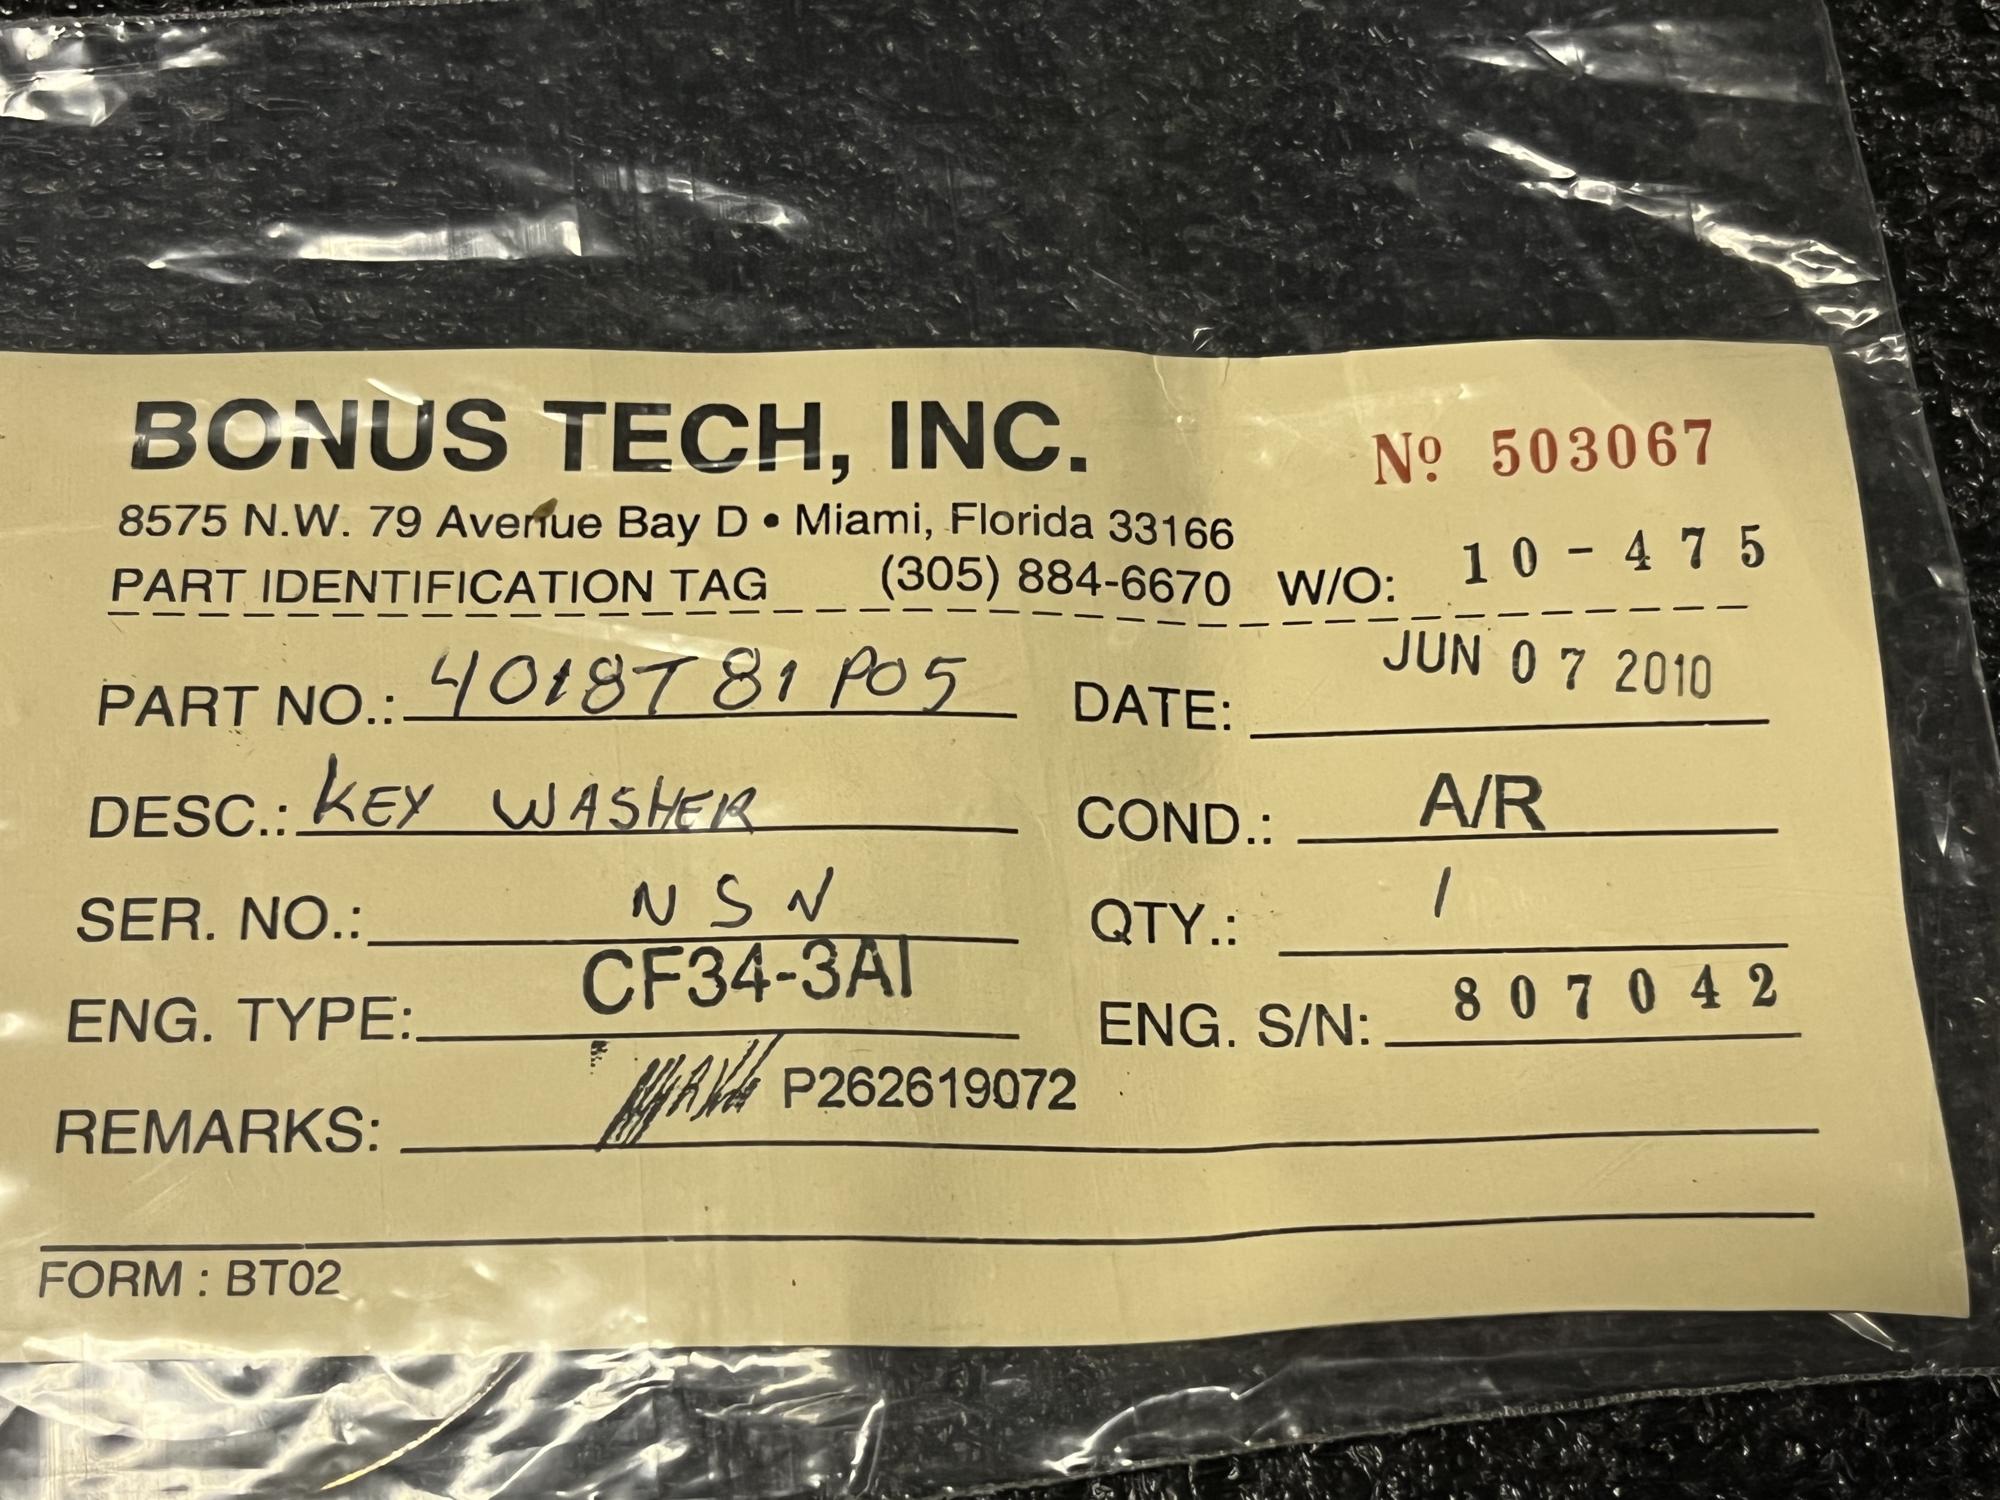 BONUS TECH, INC.
Nº 503067
8575 N.W. 79 Avenue Bay D • Miami, Florida 33166
PART IDENTIFICATION TAG (305) 884-6670 W/O: 10-475
PART NO.: 4018T81P05 DATE: JUN 07 2010
DESC.: KEY WASHER COND.: A/R
SER. NO.: NSN QTY.: 1
ENG. TYPE: CF34-3A1 ENG. S/N: 807042
REMARKS: P262619072
FORM : BT02